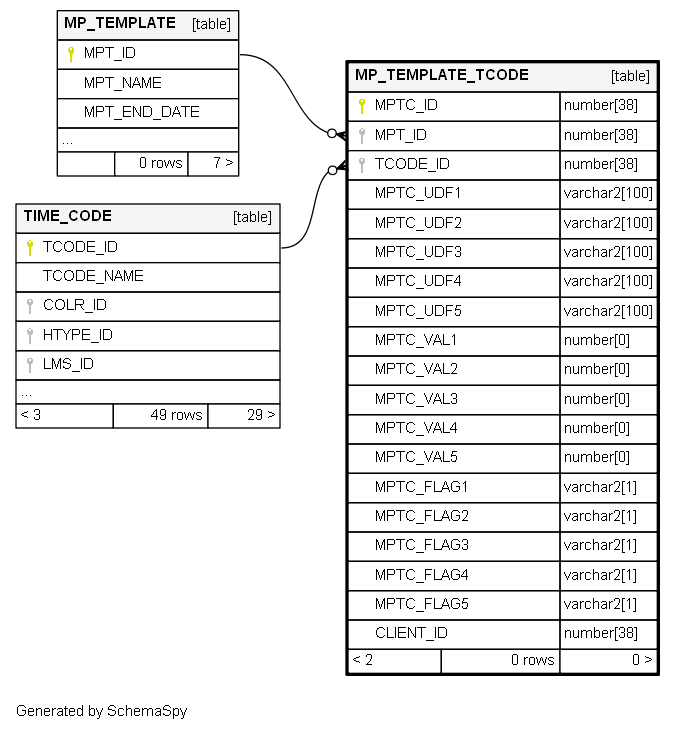 MP_TEMPLATE [table]
MPT_ID
MPT_NAME
MPT_END_DATE
...
0 rows 7 >
TIME_CODE [table]
TCODE_ID
TCODE_NAME
COLR_ID
HTYPE_ID
LMS_ID
...
< 3 49 rows 29 >
MP_TEMPLATE_TCODE [table]
MPTC_ID number[38]
MPT_ID number[38]
TCODE_ID number[38]
MPTC_UDF1 varchar2[100]
MPTC_UDF2 varchar2[100]
MPTC_UDF3 varchar2[100]
MPTC_UDF4 varchar2[100]
MPTC_UDF5 varchar2[100]
MPTC_VAL1 number[0]
MPTC_VAL2 number[0]
MPTC_VAL3 number[0]
MPTC_VAL4 number[0]
MPTC_VAL5 number[0]
MPTC_FLAG1 varchar2[1]
MPTC_FLAG2 varchar2[1]
MPTC_FLAG3 varchar2[1]
MPTC_FLAG4 varchar2[1]
MPTC_FLAG5 varchar2[1]
CLIENT_ID number[38]
< 2 0 rows 0 >
Generated by SchemaSpy